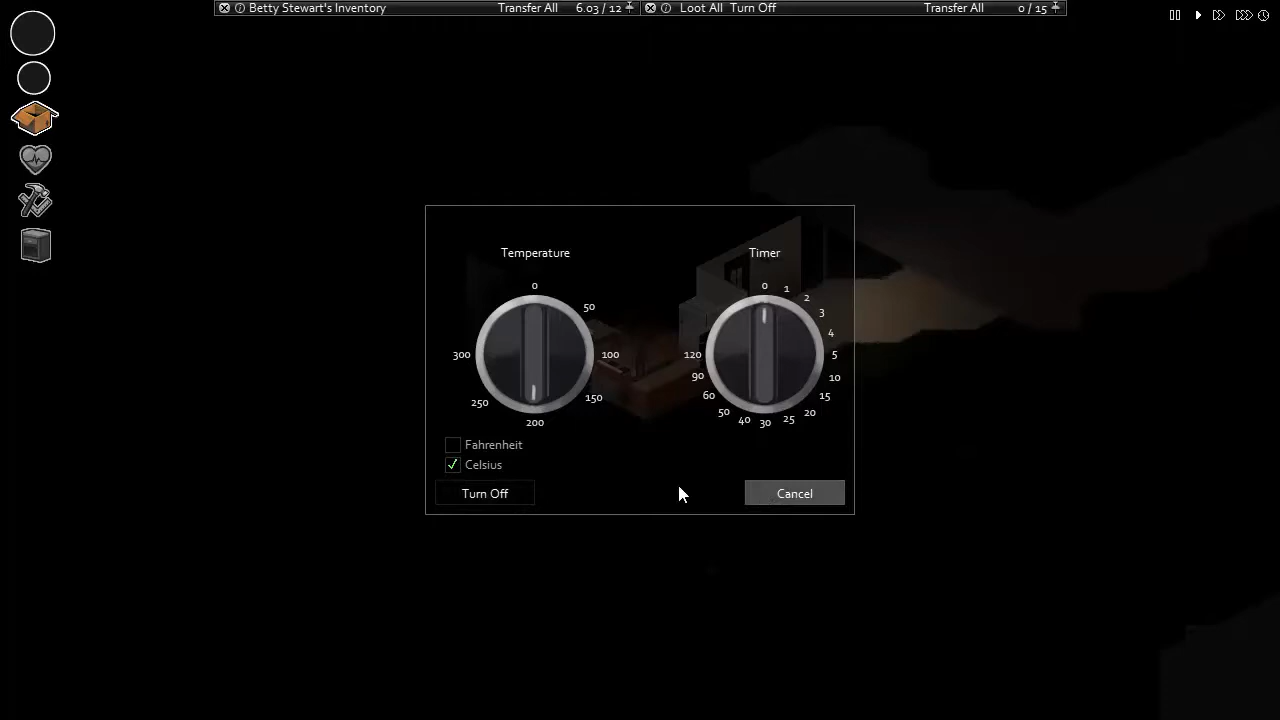 Betty Stewart's Inventory Transfer All 6.03 / 12 Loot All Turn Off Transfer All 0 / 15
Temperature Timer
0 0 1
50 2
3
4
300 100 120 5
90 10
250 150 60 15
50 20
200 40 30 25
Fahrenheit
Celsius
Turn Off Cancel